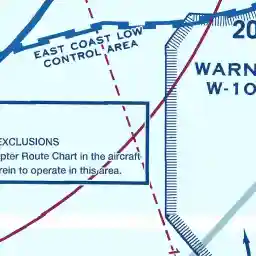 20
EAST COAST LOW
CONTROL AREA
WARN
W-10
EXCLUSIONS
pter Route Chart in the aircraft
rein to operate in this area.